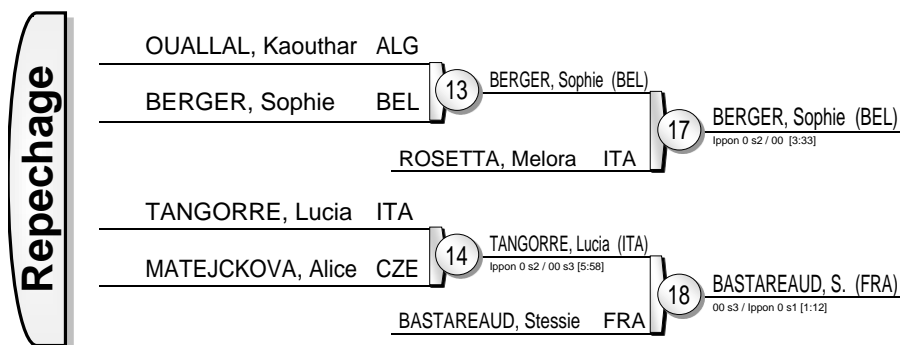 Repechage
OUALLAL, Kaouthar ALG
BERGER, Sophie BEL
13
BERGER, Sophie (BEL)
ROSETTA, Melora ITA
17
BERGER, Sophie (BEL)
Ippon 0 s2 / 00 [3:33]
TANGORRE, Lucia ITA
MATEJCKOVA, Alice CZE
14
TANGORRE, Lucia (ITA)
Ippon 0 s2 / 00 s3 [5:58]
BASTAREAUD, Stessie FRA
18
BASTAREAUD, S. (FRA)
00 s3 / Ippon 0 s1 [1:12]